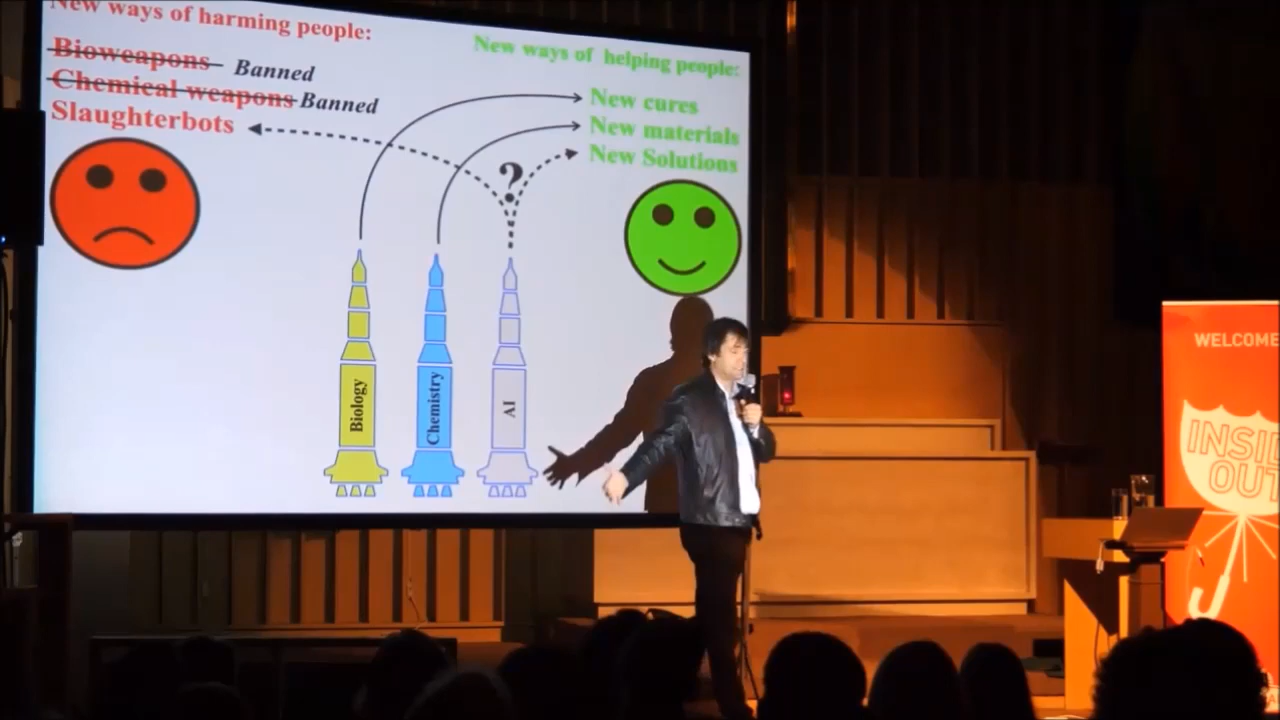 New ways of harming people:
Bioweapons Banned
Chemical weapons Banned
Slaughterbots
New ways of helping people:
New cures
New materials
New Solutions
?
Biology
Chemistry
AI
WELCOME
INSI
OUT